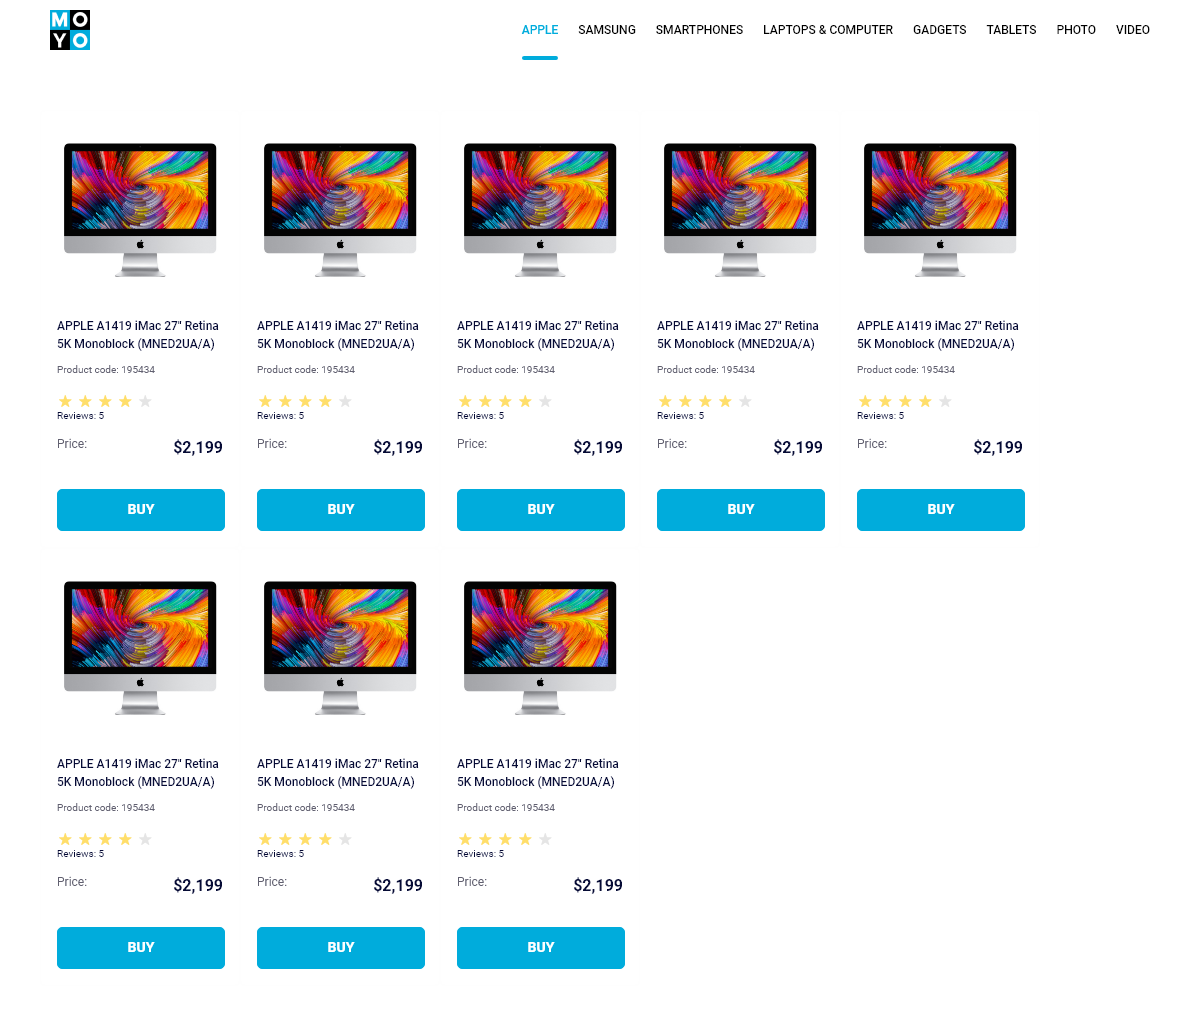 MO
YO
APPLE SAMSUNG SMARTPHONES LAPTOPS & COMPUTER GADGETS TABLETS PHOTO VIDEO
APPLE A1419 iMac 27" Retina
5K Monoblock (MNED2UA/A)
Product code: 195434
Reviews: 5
Price: $2,199
BUY
APPLE A1419 iMac 27" Retina
5K Monoblock (MNED2UA/A)
Product code: 195434
Reviews: 5
Price: $2,199
BUY
APPLE A1419 iMac 27" Retina
5K Monoblock (MNED2UA/A)
Product code: 195434
Reviews: 5
Price: $2,199
BUY
APPLE A1419 iMac 27" Retina
5K Monoblock (MNED2UA/A)
Product code: 195434
Reviews: 5
Price: $2,199
BUY
APPLE A1419 iMac 27" Retina
5K Monoblock (MNED2UA/A)
Product code: 195434
Reviews: 5
Price: $2,199
BUY
APPLE A1419 iMac 27" Retina
5K Monoblock (MNED2UA/A)
Product code: 195434
Reviews: 5
Price: $2,199
BUY
APPLE A1419 iMac 27" Retina
5K Monoblock (MNED2UA/A)
Product code: 195434
Reviews: 5
Price: $2,199
BUY
APPLE A1419 iMac 27" Retina
5K Monoblock (MNED2UA/A)
Product code: 195434
Reviews: 5
Price: $2,199
BUY